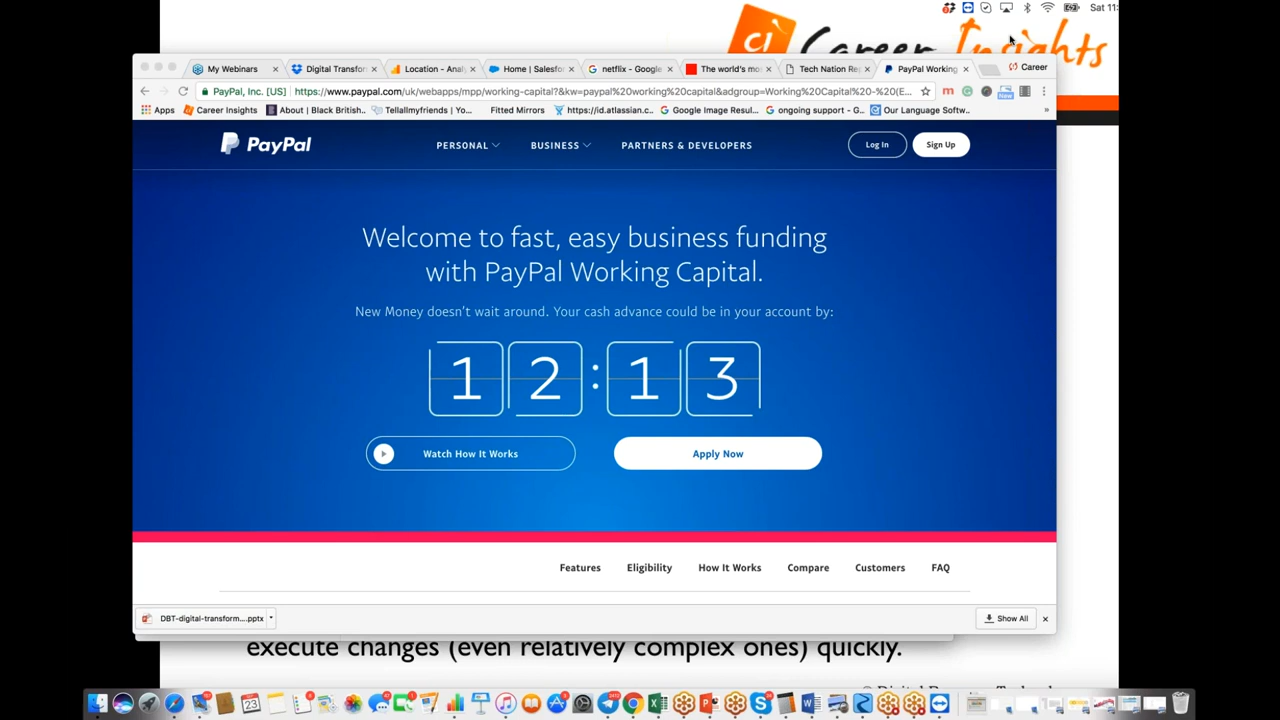 Sat 11:
Career Insights
My Webinars
Digital Transfor
Location - Anal
Home | Salesfor
netflix - Google
The world's mo
Tech Nation Re
PayPal Working
Career
PayPal, Inc. [US]
https://www.paypal.com/uk/webapps/mpp/working-capital?&kw=paypal%20working%20capital&adgroup=Working%20Capital%20-%20(E...
Apps
Career Insights
About | Black British..
Tellallmyfriends | Yo...
Fitted Mirrors
https://id.atlassian.c..
Google Image Resul...
ongoing support - G...
Our Language Softw..
PayPal
PERSONAL
BUSINESS
PARTNERS & DEVELOPERS
Log In
Sign Up
Welcome to fast, easy business funding
with PayPal Working Capital.
New Money doesn't wait around. Your cash advance could be in your account by:
12:13
Watch How It Works
Apply Now
Features
Eligibility
How It Works
Compare
Customers
FAQ
DBT-digital-transform....pptx
Show All
execute changes (even relatively complex ones) quickly.